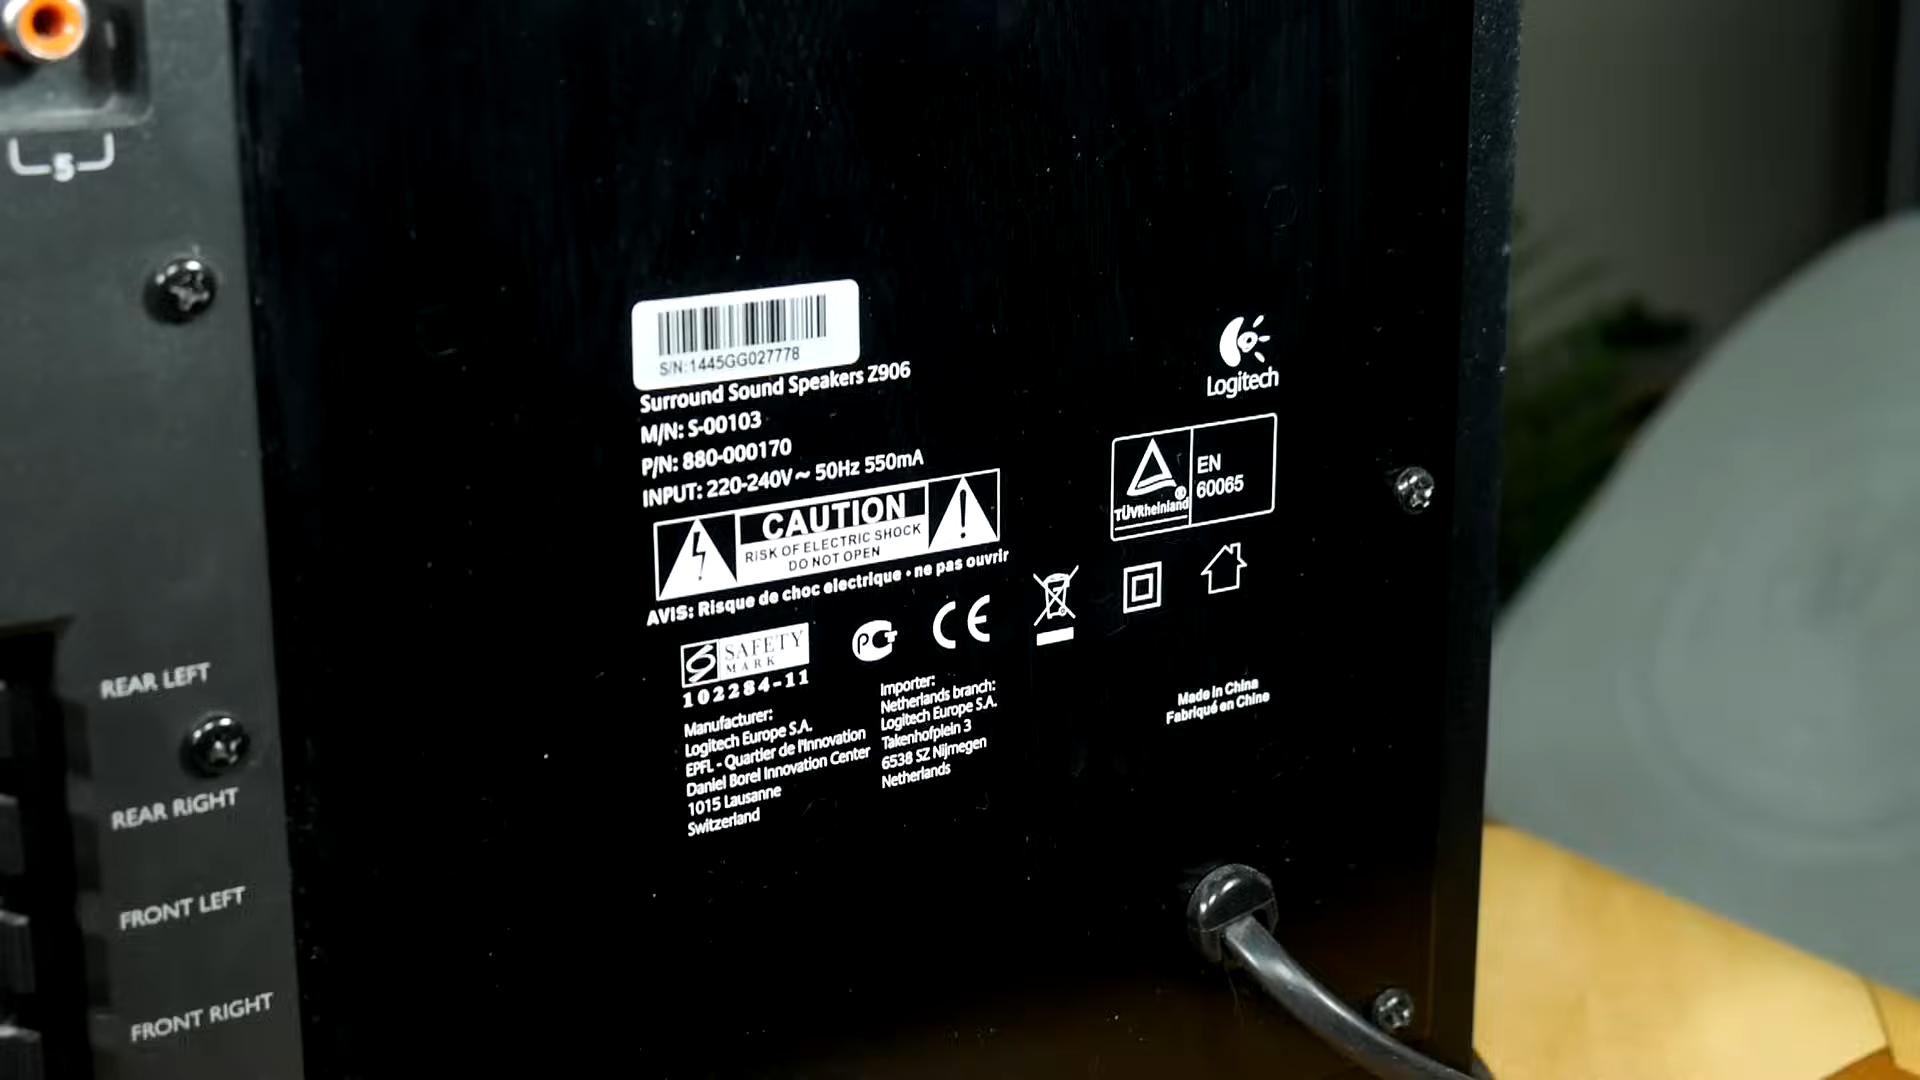 5
REAR LEFT
REAR RIGHT
FRONT LEFT
FRONT RIGHT
S/N:1445GG027778
Surround Sound Speakers Z906
M/N: S-00103
P/N: 880-000170
INPUT: 220-240V ~ 50Hz 550mA
CAUTION
RISK OF ELECTRIC SHOCK
DO NOT OPEN
AVIS: Risque de choc electrique • ne pas ouvrir
SAFETY
MARK
102284-11
PCT
CE
Manufacturer:
Logitech Europe S.A.
EPFL - Quartier de l'Innovation
Daniel Borel Innovation Center
1015 Lausanne
Switzerland
Importer:
Netherlands branch:
Logitech Europe S.A.
Takenhofplein 3
6538 SZ Nijmegen
Netherlands
Logitech
TÜVRheinland®
EN
60065
Made in China
Fabriqué en Chine